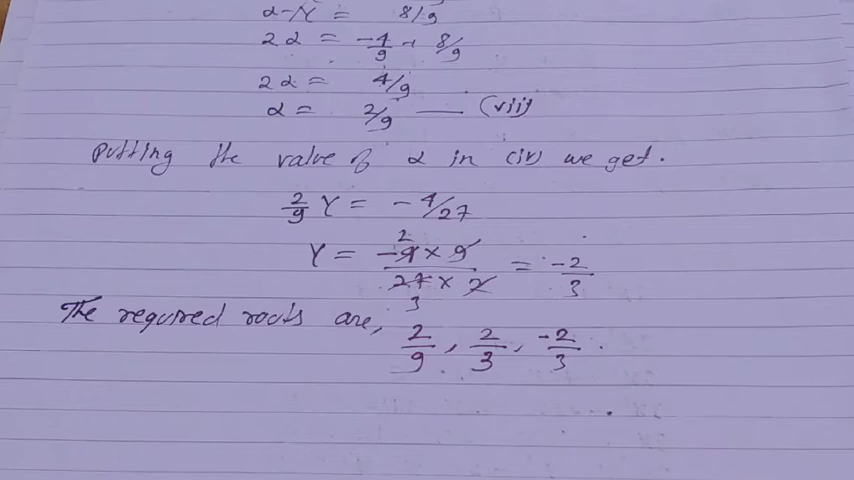 α - γ = 8/9
2α = -4/9 + 8/9
2α = 4/9
α = 2/9 —— (vii)
Putting the value of α in (iv) we get.
2/9 γ = - 4/27
γ = -4 × 9 / 27 × 2 = -2/3
The required roots are, 2/9, 2/3, -2/3.